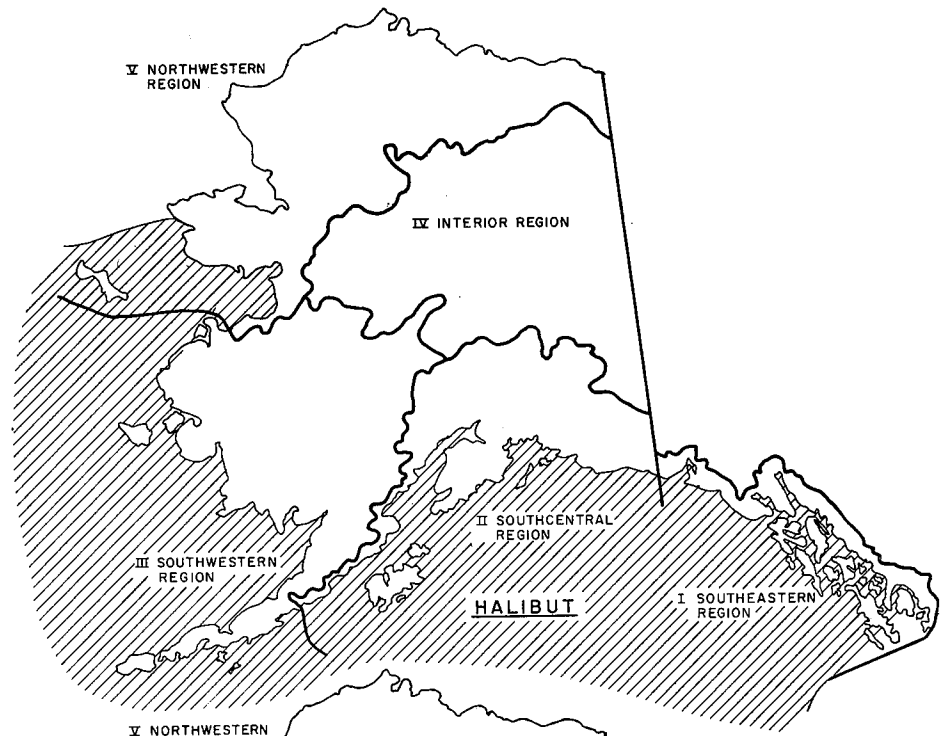 V NORTHWESTERN
REGION
IV INTERIOR REGION
II SOUTHCENTRAL
REGION
III SOUTHWESTERN
REGION
HALIBUT
I SOUTHEASTERN
REGION
V NORTHWESTERN